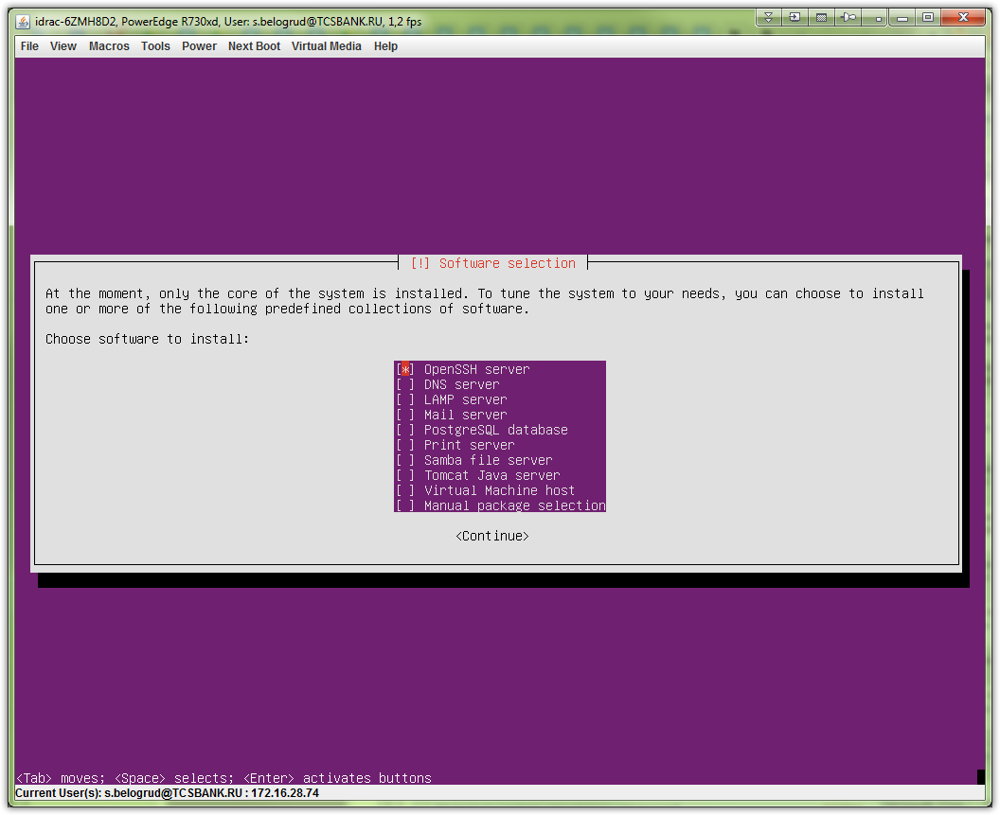 idrac-6ZMH8D2, PowerEdge R730xd, User: s.belogrud@TCSBANK.RU, 1,2 fps
File View Macros Tools Power Next Boot Virtual Media Help
[!] Software selection
At the moment, only the core of the system is installed. To tune the system to your needs, you can choose to install
one or more of the following predefined collections of software.
Choose software to install:
[*] OpenSSH server
[ ] DNS server
[ ] LAMP server
[ ] Mail server
[ ] PostgreSQL database
[ ] Print server
[ ] Samba file server
[ ] Tomcat Java server
[ ] Virtual Machine host
[ ] Manual package selection
<Continue>
<Tab> moves; <Space> selects; <Enter> activates buttons
Current User(s): s.belogrud@TCSBANK.RU : 172.16.28.74